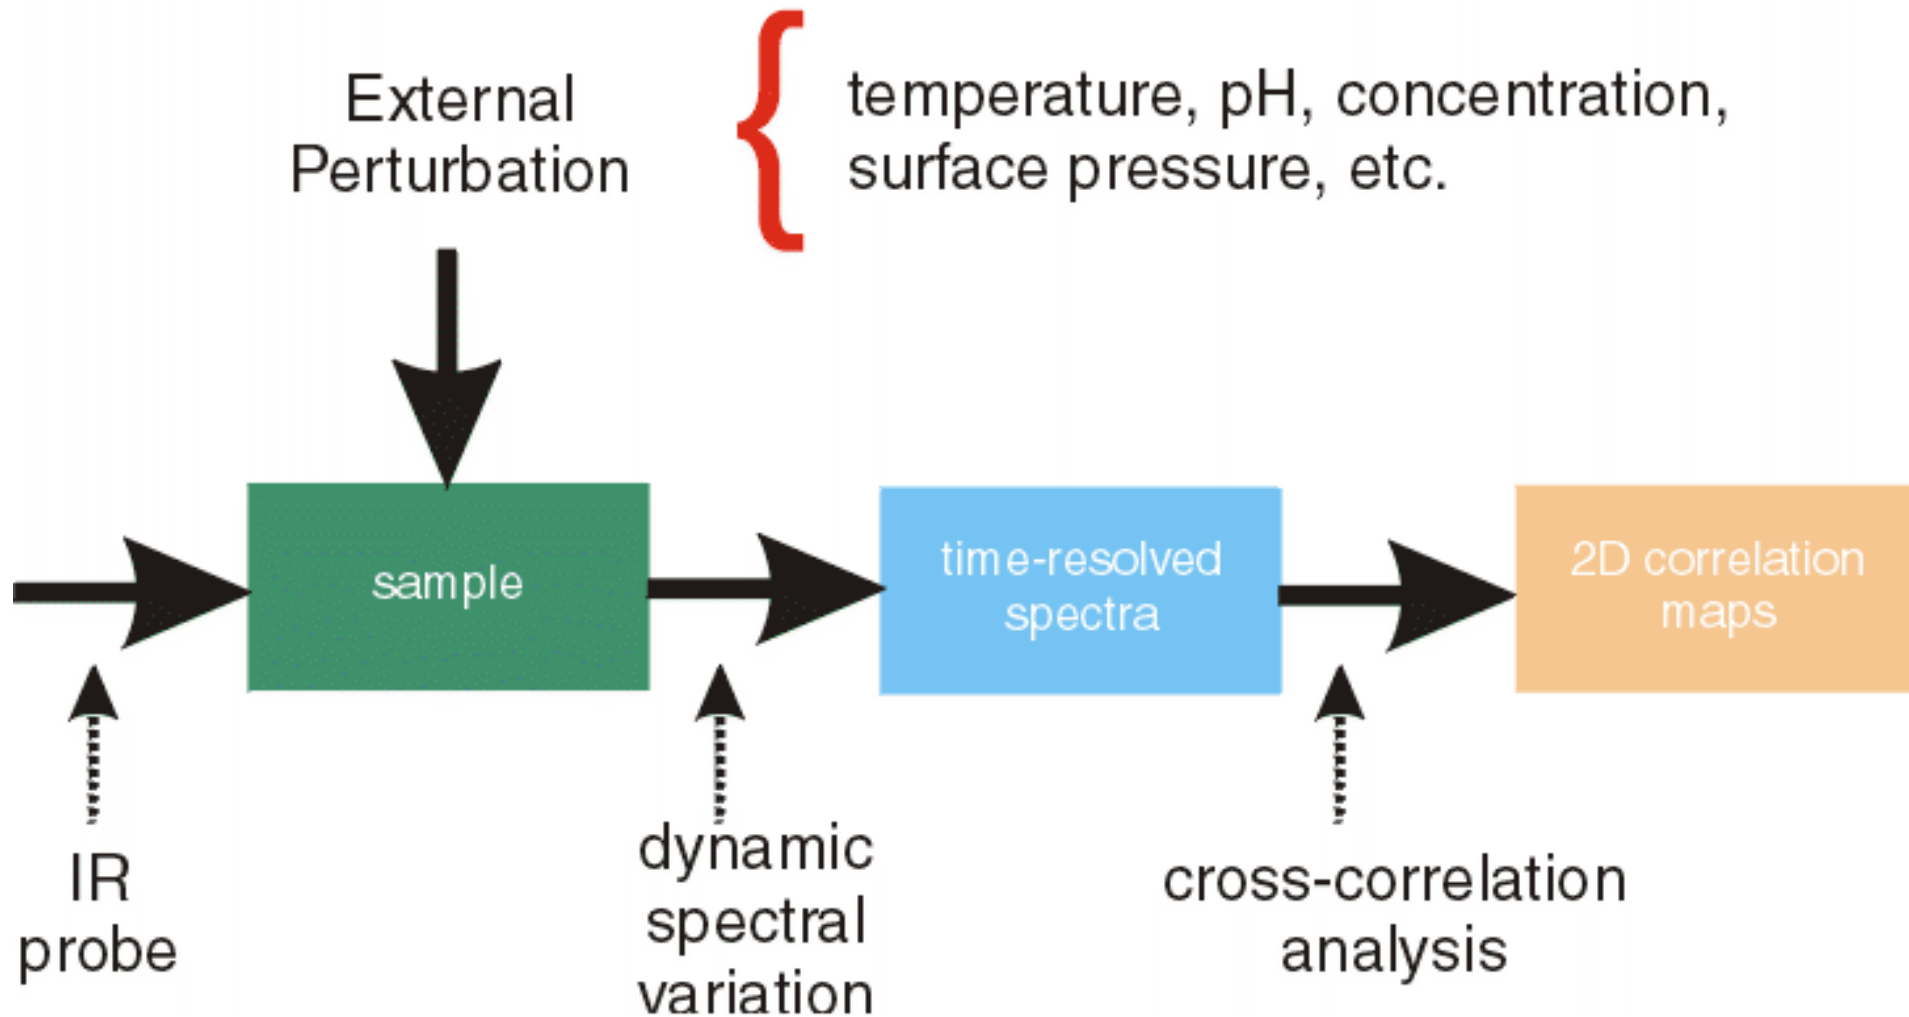 External
Perturbation
temperature, pH, concentration,
surface pressure, etc.
sample
time-resolved
spectra
2D correlation
maps
IR
probe
dynamic
spectral
variation
cross-correlation
analysis